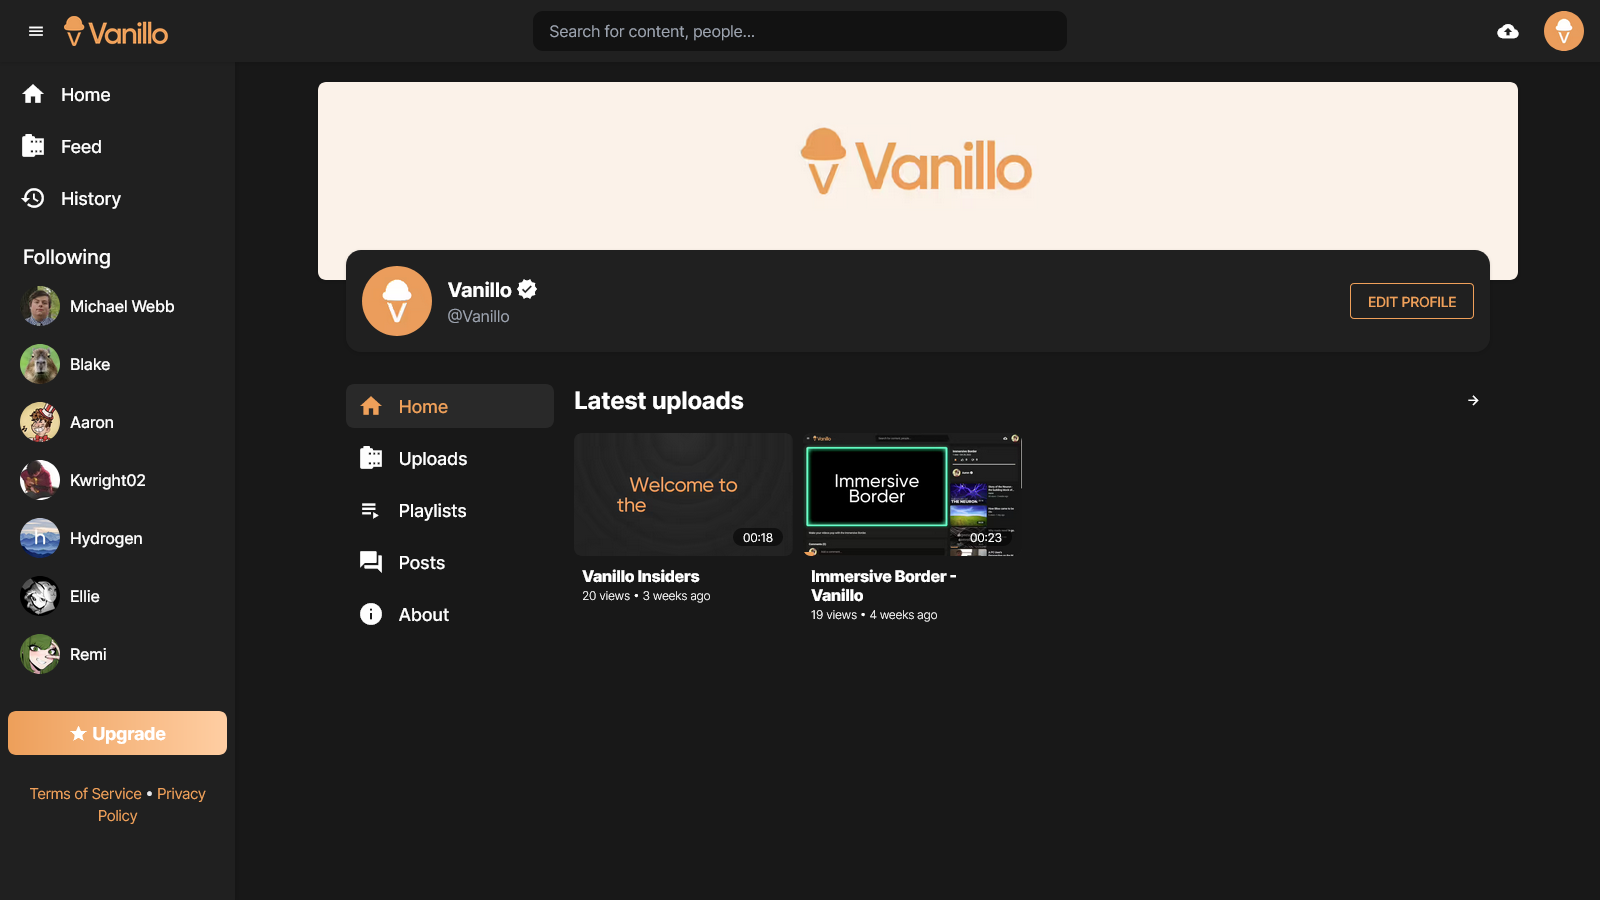 Vanillo
Search for content, people...
Home
Feed
History
Following
Michael Webb
Blake
Aaron
Kwright02
h
Hydrogen
Ellie
Remi
Upgrade
Terms of Service • Privacy
Policy
Vanillo
Vanillo
@Vanillo
EDIT PROFILE
Home
Uploads
Playlists
Posts
About
Latest uploads
Welcome to
the
00:18
Vanillo Insiders
20 views • 3 weeks ago
Immersive
Border
00:23
Immersive Border -
Vanillo
19 views • 4 weeks ago